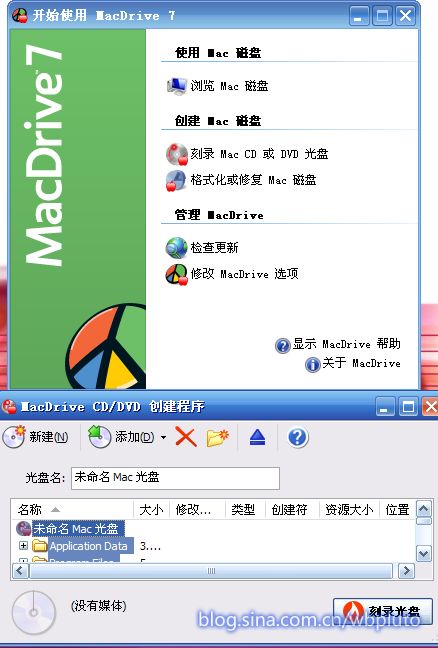 开始使用 MacDrive 7
MacDrive 7
使用 Mac 磁盘
浏览 Mac 磁盘
创建 Mac 磁盘
刻录 Mac CD 或 DVD 光盘
格式化或修复 Mac 磁盘
管理 MacDrive
检查更新
修改 MacDrive 选项
显示 MacDrive 帮助
关于 MacDrive
MacDrive CD/DVD 创建程序
新建(N) 添加(D)
光盘名: 未命名 Mac 光盘
名称 大小 修改... 类型 创建符 资源大小 位置
未命名 Mac 光盘
Application Data 3....
Program Files
(没有媒体) 刻录光盘
blog.sina.com.cn/wbpluto